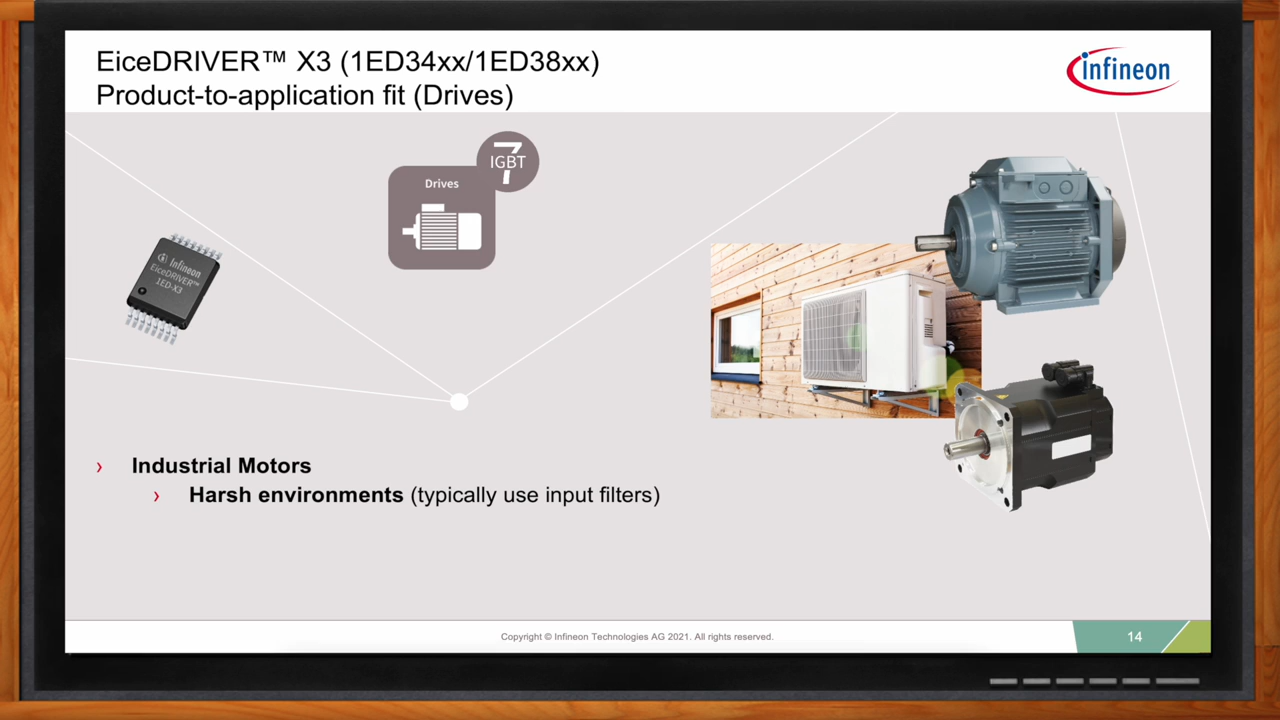 EiceDRIVER™ X3 (1ED34xx/1ED38xx)
Product-to-application fit (Drives)
infineon
7
IGBT
Drives
infineon
EiceDRIVER™
1ED-X3
› Industrial Motors
› Harsh environments (typically use input filters)
Copyright © Infineon Technologies AG 2021. All rights reserved.
14